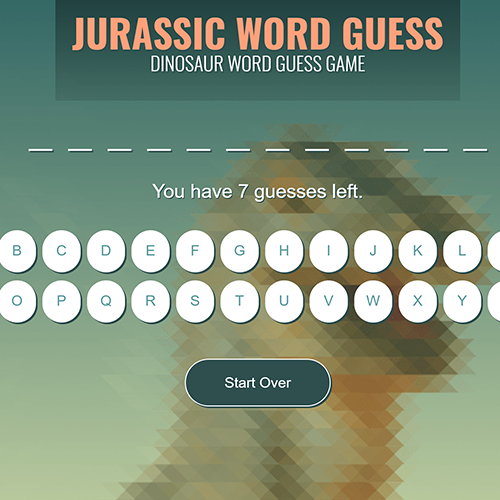 JURASSIC WORD GUESS
DINOSAUR WORD GUESS GAME
You have 7 guesses left.
B C D E F G H I J K L
O P Q R S T U V W X Y
Start Over